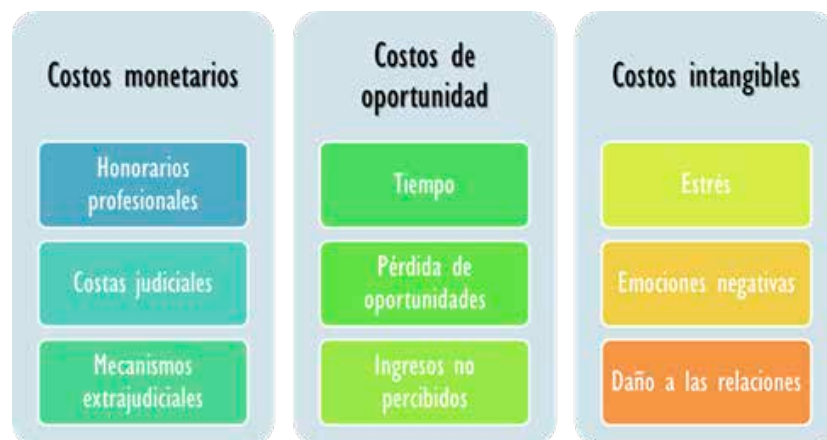 Costos monetarios
Honorarios
profesionales
Costas judiciales
Mecanismos
extrajudiciales
Costos de
oportunidad
Tiempo
Pérdida de
oportunidades
Ingresos no
percibidos
Costos intangibles
Estrés
Emociones negativas
Daño a las relaciones